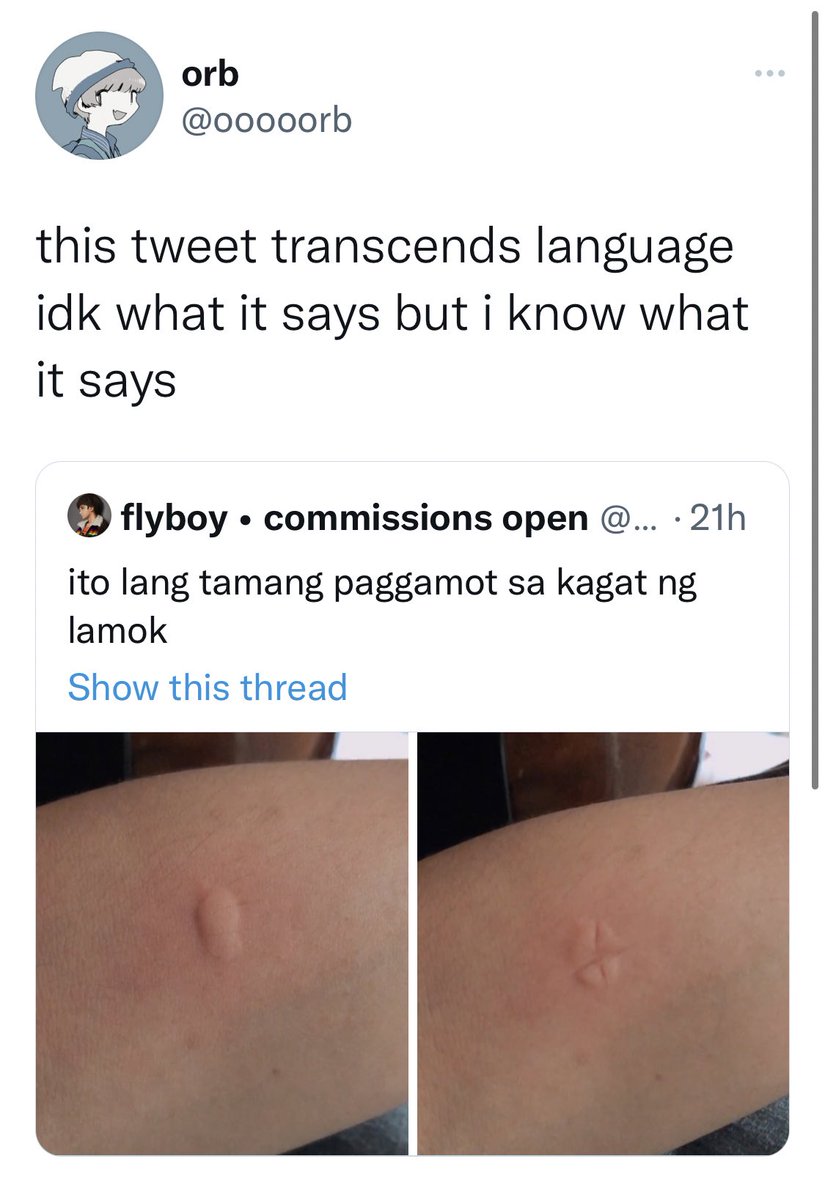 orb
@ooooorb
this tweet transcends language
idk what it says but i know what
it says
flyboy • commissions open @... · 21h
ito lang tamang paggamot sa kagat ng
lamok
Show this thread